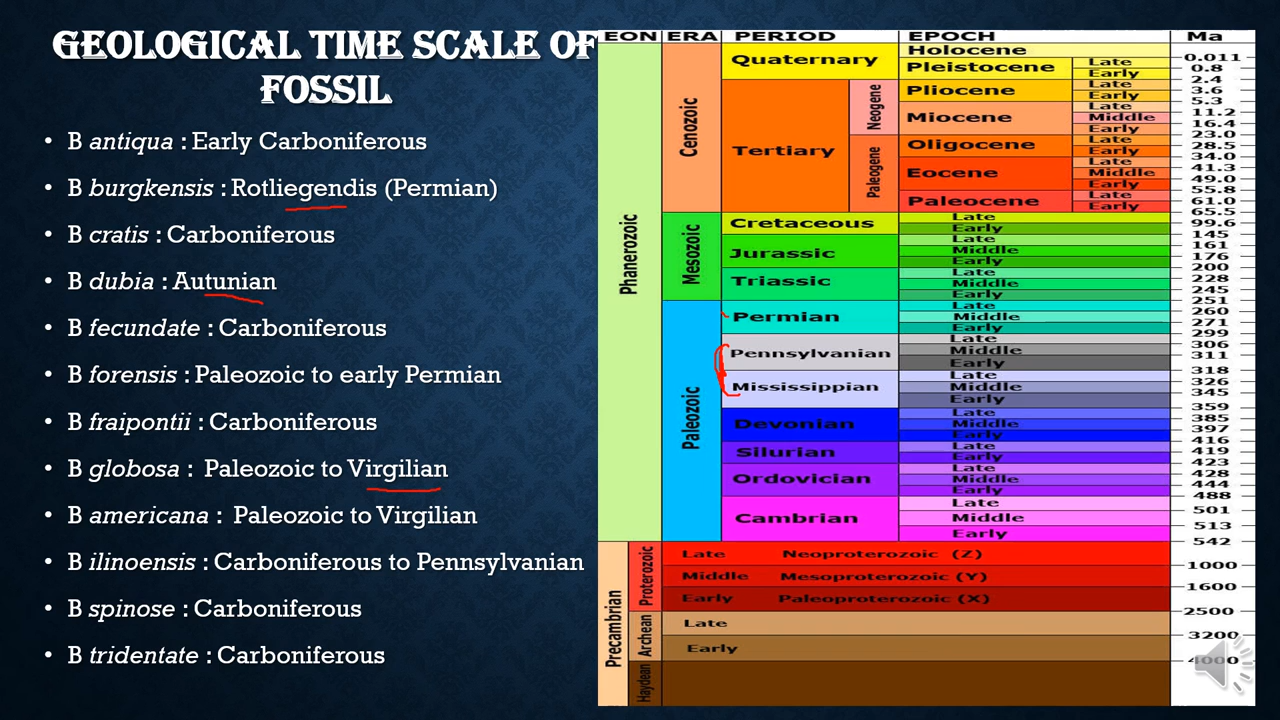 GEOLOGICAL TIME SCALE OF
FOSSIL
• B antiqua : Early Carboniferous
• B burgkensis : Rotliegendis (Permian)
• B cratis : Carboniferous
• B dubia : Autunian
• B fecundate : Carboniferous
• B forensis : Paleozoic to early Permian
• B fraipontii : Carboniferous
• B globosa : Paleozoic to Virgilian
• B americana : Paleozoic to Virgilian
• B ilinoensis : Carboniferous to Pennsylvanian
• B spinose : Carboniferous
• B tridentate : Carboniferous
EON ERA PERIOD EPOCH Ma
Phanerozoic
Cenozoic
Quaternary
Holocene
0.011
Pleistocene
Late
0.8
Early
2.4
Tertiary
Neogene
Pliocene
Late
3.6
Early
5.3
Miocene
Late
11.2
Middle
16.4
Early
23.0
Paleogene
Oligocene
Late
28.5
Early
34.0
Eocene
Late
41.3
Middle
49.0
Early
55.8
Paleocene
Late
61.0
Early
65.5
Mesozoic
Cretaceous
Late
99.6
Early
145
Jurassic
Late
161
Middle
176
Early
200
Triassic
Late
228
Middle
245
Early
251
Paleozoic
Permian
Late
260
Middle
271
Early
299
Pennsylvanian
Late
306
Middle
311
Early
318
Mississippian
Late
326
Middle
345
Early
359
Devonian
Late
385
Middle
397
Early
416
Silurian
Late
419
Early
423
Ordovician
Late
428
Middle
444
Early
488
Cambrian
Late
501
Middle
513
Early
542
Precambrian
Proterozoic
Late Neoproterozoic (Z)
1000
Middle Mesoproterozoic (Y)
1600
Early Paleoproterozoic (X)
2500
Archean
Late
3200
Early
4000
Haydean